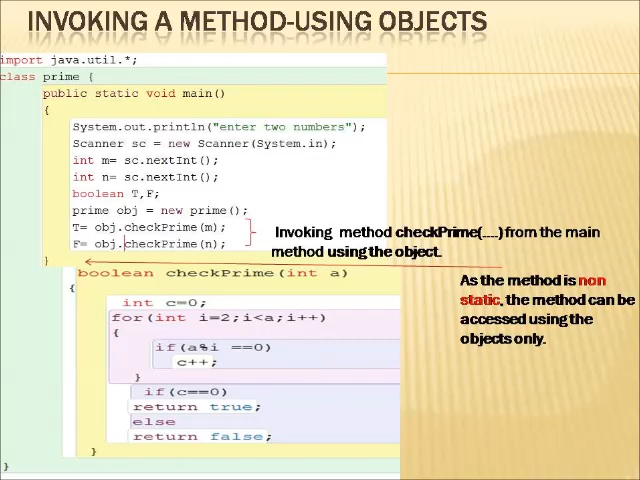 INVOKING A METHOD-USING OBJECTS
import java.util.*;
class prime {
public static void main()
{
System.out.println("enter two numbers");
Scanner sc = new Scanner(System.in);
int m= sc.nextInt();
int n= sc.nextInt();
boolean T,F;
prime obj = new prime();
T= obj.checkPrime(m);
F= obj.checkPrime(n);
}
Invoking method checkPrime(....) from the main
method using the object.
As the method is non
static, the method can be
accessed using the
objects only.
boolean checkPrime(int a)
{
int c=0;
for(int i=2;i<a;i++)
{
if(a%i ==0)
c++;
}
if(c==0)
return true;
else
return false;
}
}